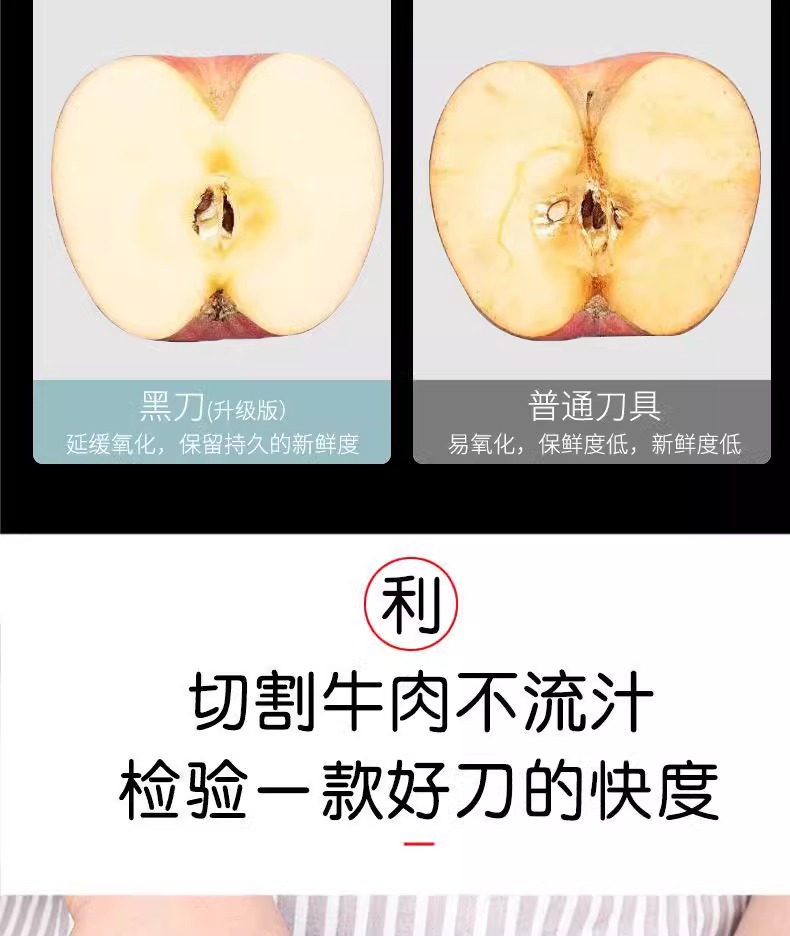 黑刀(升级版)
延缓氧化，保留持久的新鲜度
普通刀具
易氧化，保鲜度低，新鲜度低
利
切割牛肉不流汁
检验一款好刀的快度